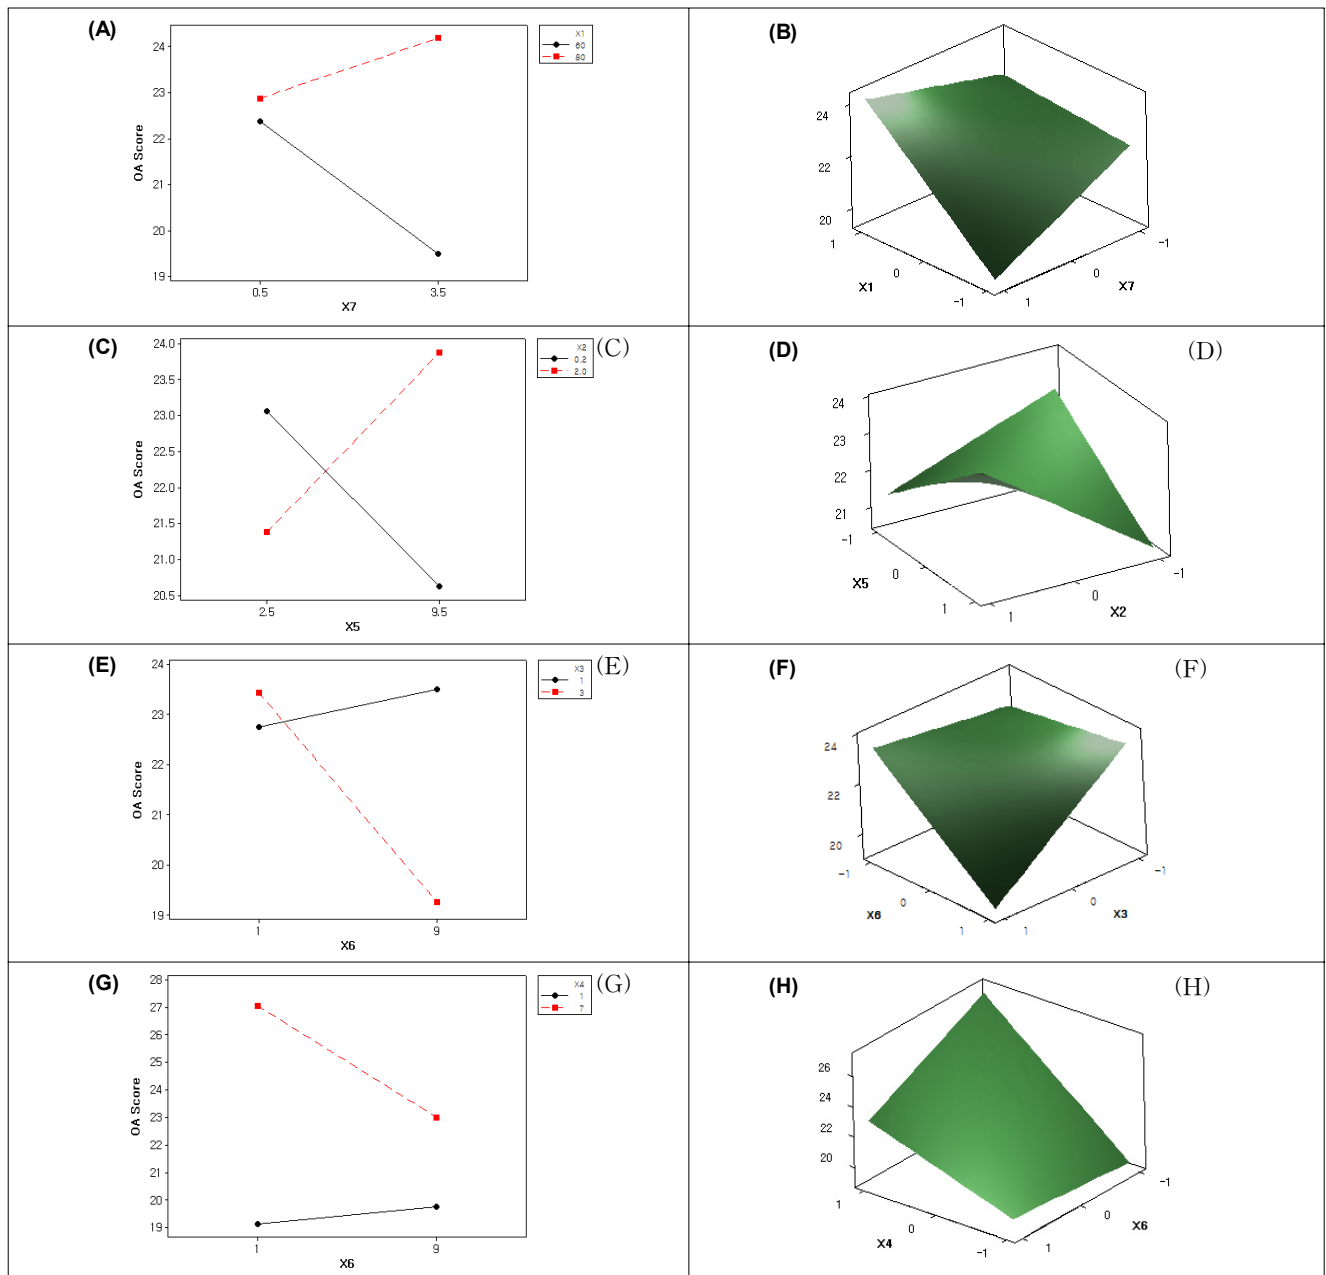 (A)
X1
60
80
24
23
22
21
20
19
OA Score
0.5
3.5
X7
(B)
24
22
20
1
0
-1
X1
-1
0
1
X7
(C)
(C)
X2
0.2
2.0
24.0
23.5
23.0
22.5
22.0
21.5
21.0
20.5
OA Score
2.5
9.5
X5
(D)
(D)
24
23
22
21
-1
0
1
X5
-1
0
1
X2
(E)
(E)
X3
1
3
24
23
22
21
20
19
OA Score
1
9
X6
(F)
(F)
24
22
20
-1
0
1
X6
-1
0
1
X3
(G)
(G)
X4
1
7
28
27
26
25
24
23
22
21
20
19
OA Score
1
9
X6
(H)
(H)
26
24
22
20
1
0
-1
X4
-1
0
1
X6